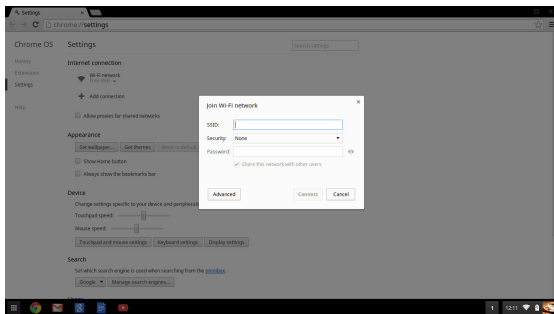 Settings
chrome://settings
Chrome OS
Settings
Search settings
History
Extensions
Settings
Help
Internet connection
Wi-Fi network
Add connection
Allow proxies for shared networks
Appearance
Set wallpaper...
Get themes
Reset to default
Show Home button
Always show the bookmarks bar
Device
Change settings specific to your device and peripherals
Touchpad speed:
Mouse speed:
Touchpad and mouse settings
Keyboard settings
Display settings
Search
Set which search engine is used when searching from the omnibox.
Google
Manage search engines...
Join Wi-Fi network
SSID:
Security: None
Password:
Share this network with other users
Advanced
Connect
Cancel
1
12:11